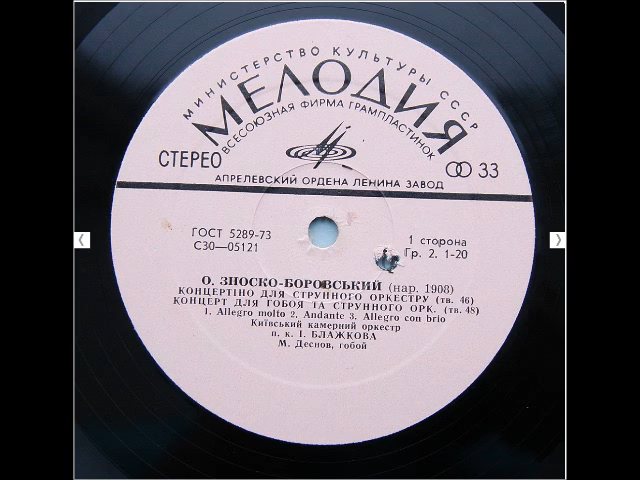 МИНИСТЕРСТВО КУЛЬТУРЫ СССР
МЕЛОДИЯ
ВСЕСОЮЗНАЯ ФИРМА ГРАМПЛАСТИНОК
СТЕРЕО
33
АПРЕЛЕВСКИЙ ОРДЕНА ЛЕНИНА ЗАВОД
ГОСТ 5289-73
С30—05121
1 сторона
Гр. 2. 1-20
О. ЗНОСКО-БОРОВСЬКИЙ (нар. 1908)
КОНЦЕРТІНО ДЛЯ СТРУННОГО ОРКЕСТРУ (тв. 46)
КОНЦЕРТ ДЛЯ ГОБОЯ ТА СТРУННОГО ОРК. (тв. 48)
1. Allegro molto 2. Andante 3. Allegro con brio
Київський камерний оркестр
п. к І. БЛАЖКОВА
М. Деснов, гобой